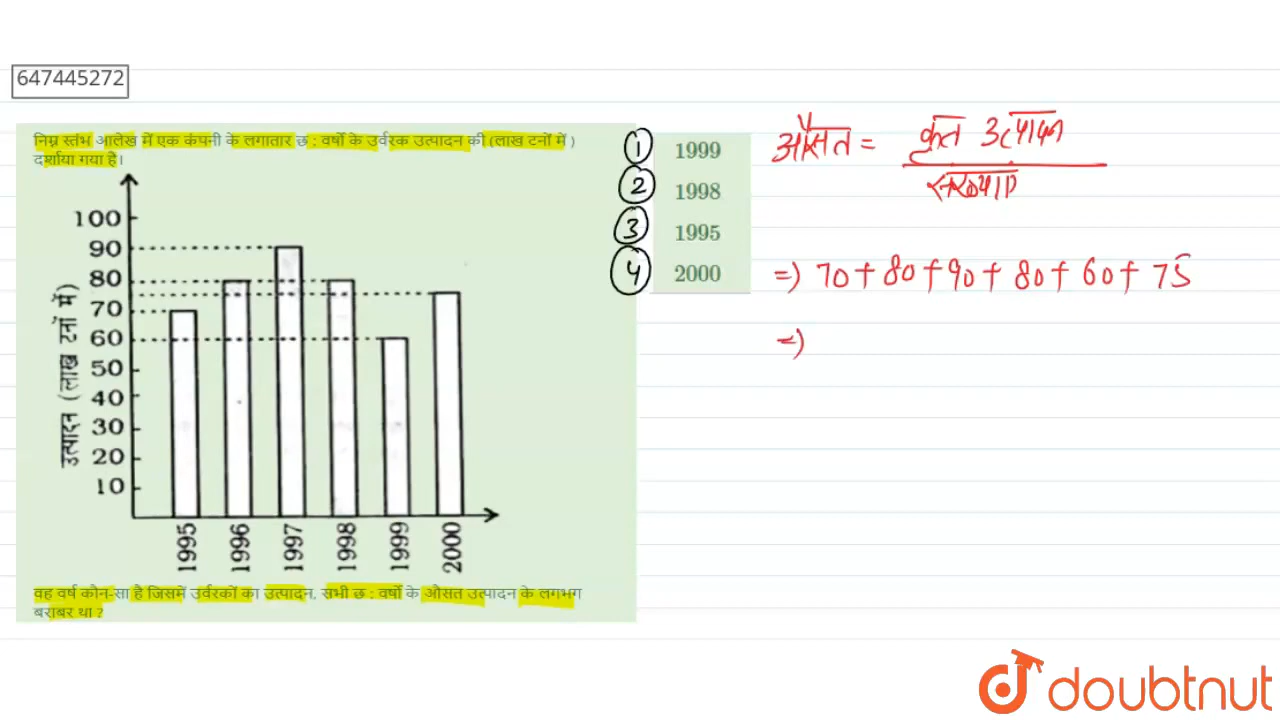 647445272
निम्न स्तंभ आलेख में एक कंपनी के लगातार छ : वर्षो के उर्वरक उत्पादन की (लाख टनों में )
दर्शाया गया है।
100
90
80
70
60
50
40
30
20
10
उत्पादन (लाख टनों में)
1995
1996
1997
1998
1999
2000
वह वर्ष कौन-सा है जिसमें उर्वरकों का उत्पादन, सभी छ : वर्षो के औसत उत्पादन के लगभग
बराबर था ?
1 1999
2 1998
3 1995
4 2000
औसत = कुल उत्पादन
संख्या
=) 70 + 80 + 90 + 80 + 60 + 75
=)
doubtnut